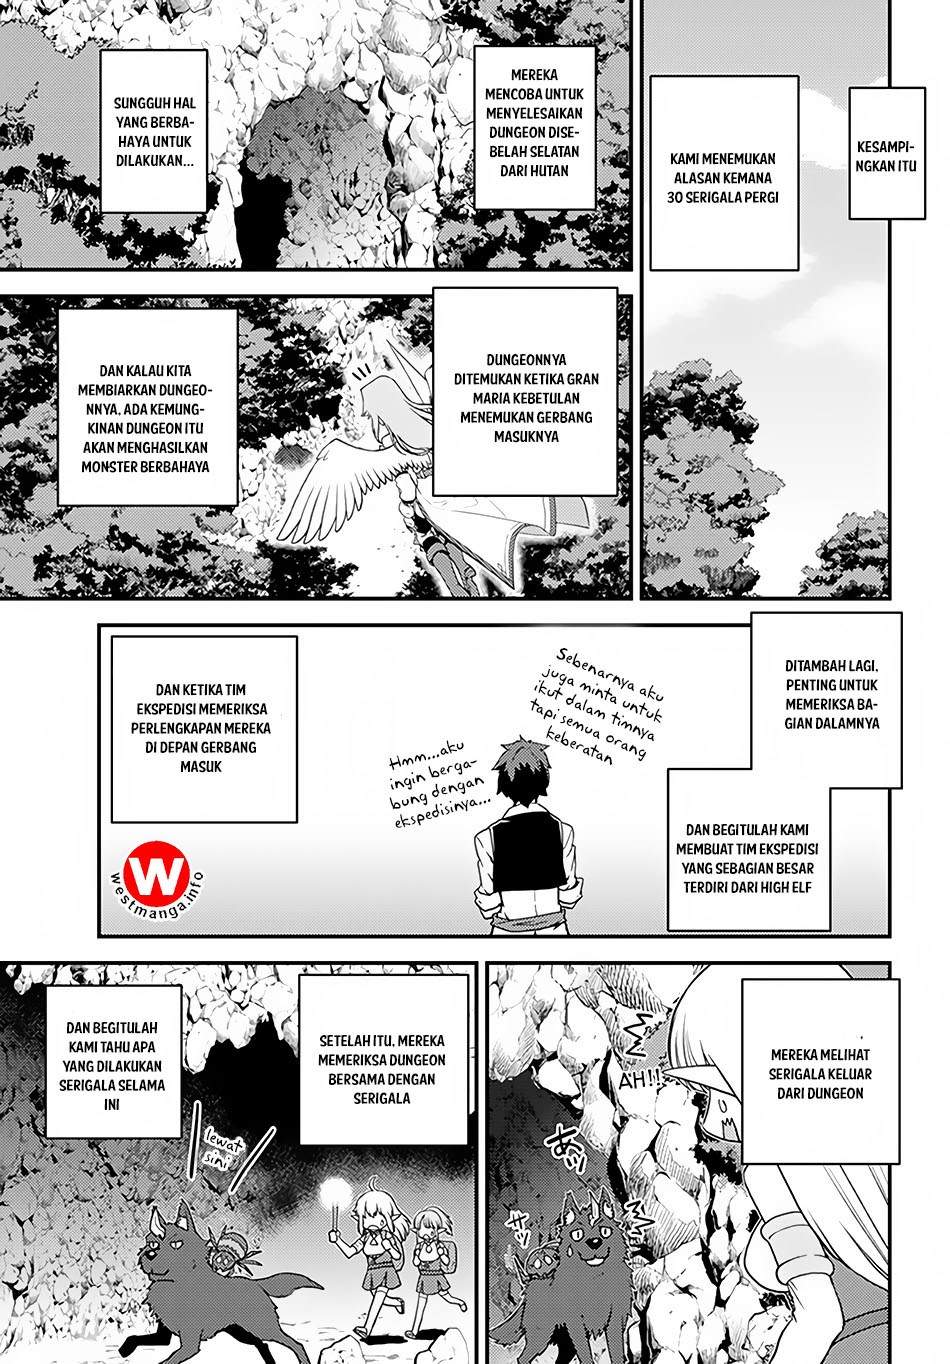 KESAMPI-
NGKAN ITU
KAMI MENEMUKAN
ALASAN KEMANA
30 SERIGALA PERGI
MEREKA
MENCOBA UNTUK
MENYELESAIKAN
DUNGEON DISE-
BELAH SELATAN
DARI HUTAN
SUNGGUH HAL
YANG BERBA-
HAYA UNTUK
DILAKUKAN...
DUNGEONNYA
DITEMUKAN KETIKA GRAN
MARIA KEBETULAN
MENEMUKAN GERBANG
MASUKNYA
DAN KALAU KITA
MEMBIARKAN DUNGEO-
NNYA, ADA KEMUNG-
KINAN DUNGEON ITU
AKAN MENGHASILKAN
MONSTER BERBAHAYA
DITAMBAH LAGI,
PENTING UNTUK
MEMERIKSA BA-
GIAN DALAMNYA
DAN BEGITULAH KAMI
MEMBUAT TIM EKSPEDISI
YANG SEBAGIAN BESAR
TERDIRI DARI HIGH ELF
Sebenarnya aku
juga minta untuk
ikut dalam timnya
tapi semua orang
keberatan
Hmm...aku
ingin berga-
bung dengan
ekspedisinya...
DAN KETIKA TIM
EKSPEDISI MEMERIKSA
PERLENGKAPAN MEREKA
DI DEPAN GERBANG
MASUK
W
westmanga.info
MEREKA MELIHAT
SERIGALA KELUAR
DARI DUNGEON
AH!!
SETELAH ITU, MEREKA
MEMERIKSA DUNGEON
BERSAMA DENGAN
SERIGALA
DAN BEGITULAH
KAMI TAHU APA
YANG DILAKUKAN
SERIGALA SELAMA
INI
lewat
sini